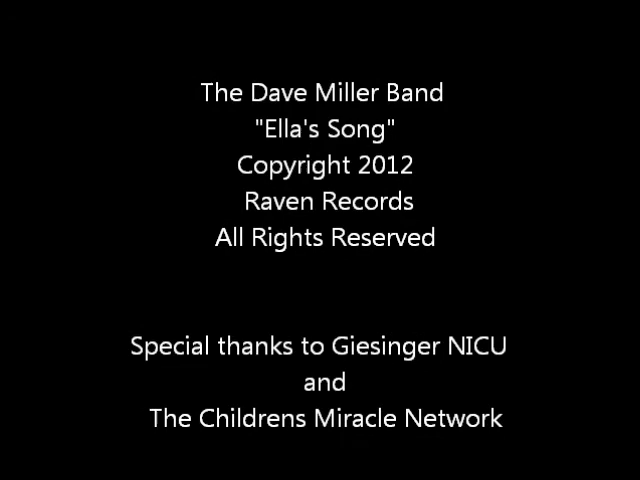 The Dave Miller Band
"Ella's Song"
Copyright 2012
Raven Records
All Rights Reserved
Special thanks to Giesinger NICU
and
The Childrens Miracle Network